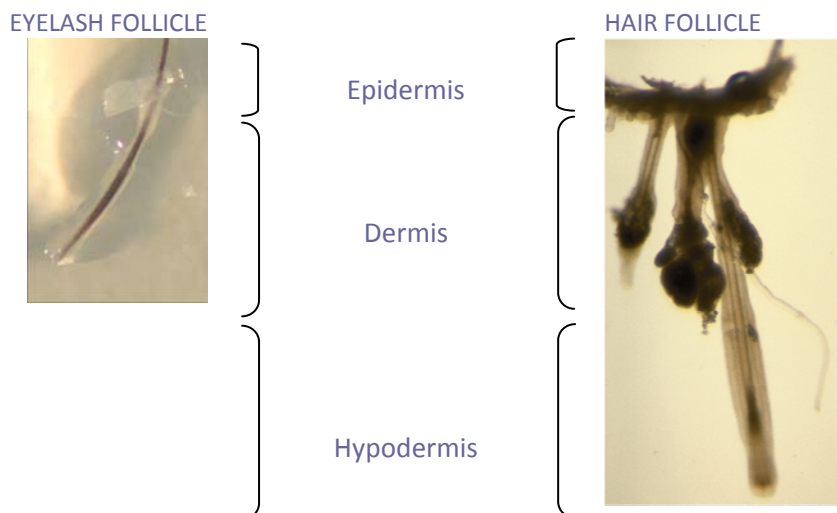 EYELASH FOLLICLE
HAIR FOLLICLE
Epidermis
Dermis
Hypodermis